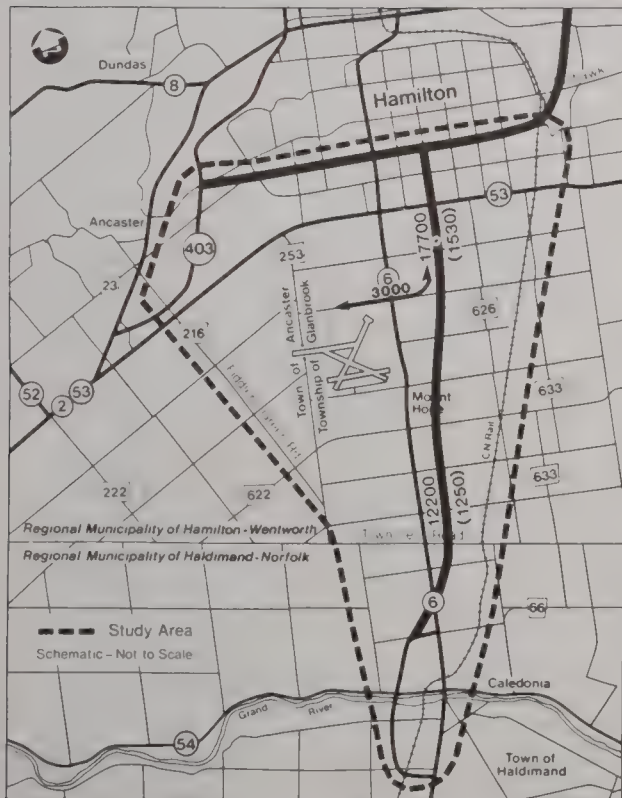 Dundas
8
Hamilton
53
Ancaster
403
253
17700
(1530)
6
3000
23
216
626
Town of Ancaster
Township of Glanbrook
52
2
53
Mount Hope
633
C N Rail
222
622
12200
(1250)
633
Regional Municipality of Hamilton-Wentworth
Regional Municipality of Haldimand-Norfolk
Road
6
66
Study Area
Schematic – Not to Scale
Caledonia
Grand River
54
Town of
Haldimand